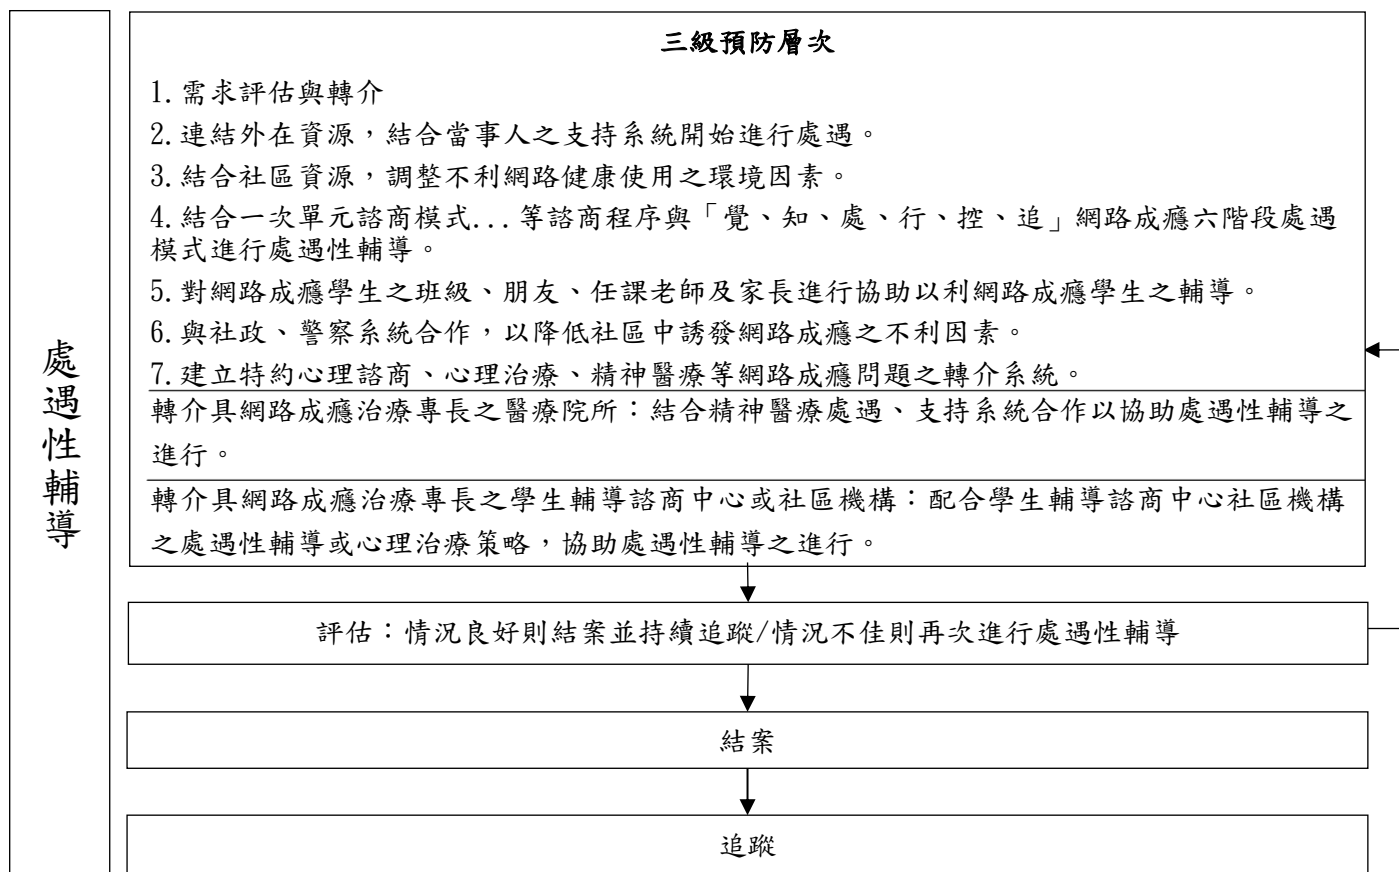 處遇性輔導
三級預防層次
1.需求評估與轉介
2.連結外在資源，結合當事人之支持系統開始進行處遇。
3.結合社區資源，調整不利網路健康使用之環境因素。
4.結合一次單元諮商模式...等諮商程序與「覺、知、處、行、控、追」網路成癮六階段處遇
模式進行處遇性輔導。
5.對網路成癮學生之班級、朋友、任課老師及家長進行協助以利網路成癮學生之輔導。
6.與社政、警察系統合作，以降低社區中誘發網路成癮之不利因素。
7.建立特約心理諮商、心理治療、精神醫療等網路成癮問題之轉介系統。
轉介具網路成癮治療專長之醫療院所：結合精神醫療處遇、支持系統合作以協助處遇性輔導之
進行。
轉介具網路成癮治療專長之學生輔導諮商中心或社區機構：配合學生輔導諮商中心社區機構
之處遇性輔導或心理治療策略，協助處遇性輔導之進行。
評估：情況良好則結案並持續追蹤/情況不佳則再次進行處遇性輔導
結案
追蹤